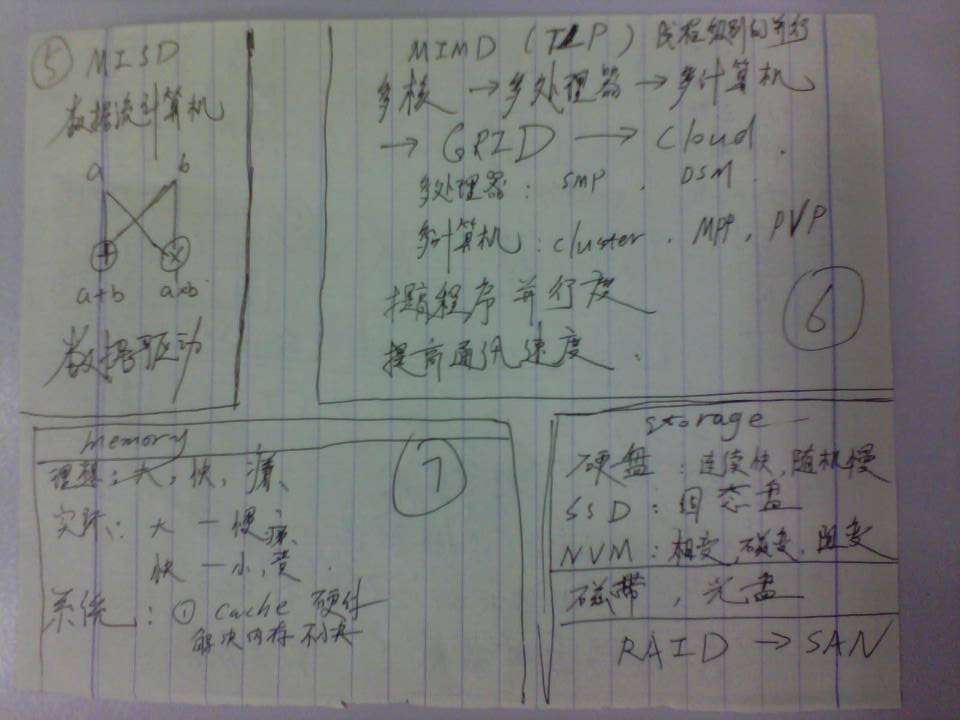 ⑤ MISD
数据流计算机
a b
+ ×
a+b a×b
数据驱动
MIMD (TLP) 线程级别的并行
多核 → 多处理器 → 多计算机
→ GRID → Cloud.
多处理器: SMP. DSM.
多计算机: cluster. MPP, PVP
提高程序并行度
提高通讯速度.
⑥
Memory
⑦
理想: 大, 快, 廉、
实际: 大 — 慢, 廉、
快 — 小, 贵.
系统: ① cache 硬件
解决内存不快
storage
硬盘: 连续快, 随机慢
SSD: 固态盘
NVM: 相变, 磁变, 阻变
磁带, 光盘
RAID → SAN